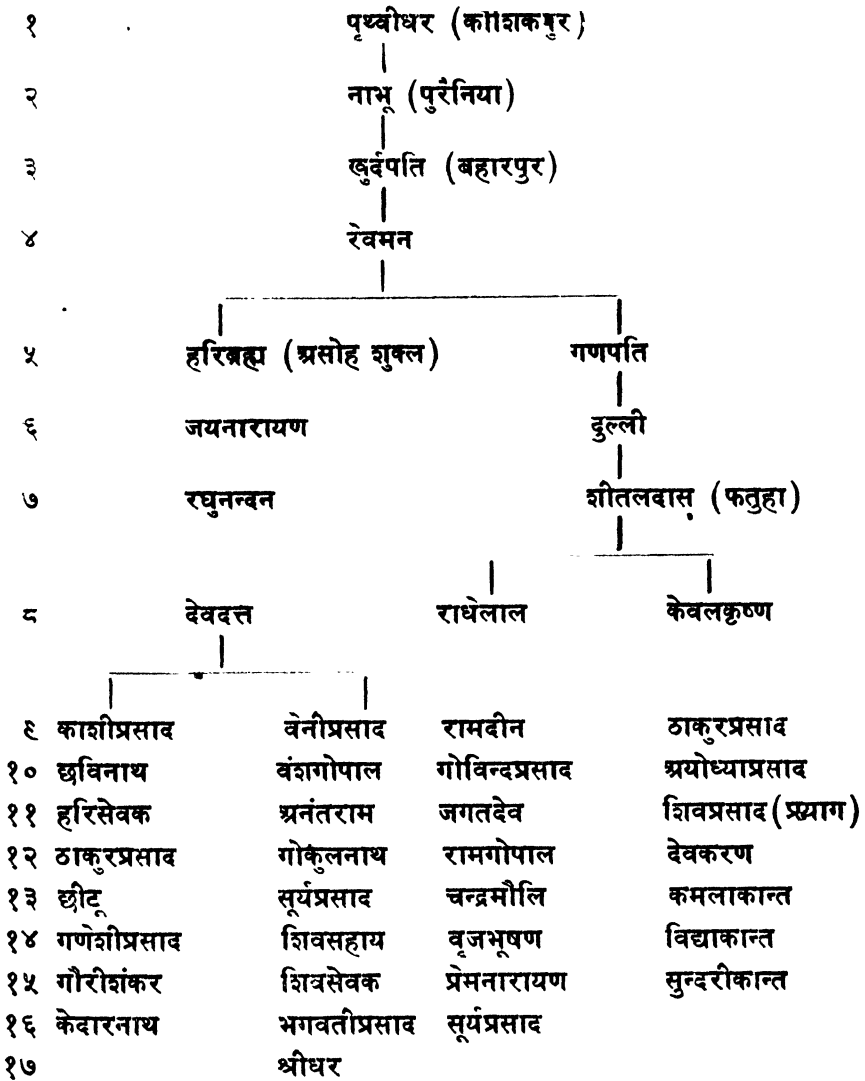 १ पृथ्वीधर (कौशिकपुर)
२ नाभू (पुरैनिया)
३ खुर्दपति (बहारपुर)
४ रेवमन
५ हरिब्रह्म (असोह शुक्ल) गणपति
६ जयनारायण दुल्ली
७ रघुनन्दन शीतलदास (फतुहा)
८ देवदत्त राधेलाल केवलकृष्ण
९ काशीप्रसाद वेनीप्रसाद रामदीन ठाकुरप्रसाद
१० छविनाथ वंशगोपाल गोविन्दप्रसाद अयोध्याप्रसाद
११ हरिसेवक अनंतराम जगतदेव शिवप्रसाद (प्रयाग)
१२ ठाकुरप्रसाद गोकुलनाथ रामगोपाल देवकरण
१३ छीटू सूर्यप्रसाद चन्द्रमौलि कमलाकान्त
१४ गणेशीप्रसाद शिवसहाय वृजभूषण विद्याकान्त
१५ गौरीशंकर शिवसेवक प्रेमनारायण सुन्दरीकान्त
१६ केदारनाथ भगवतीप्रसाद सूर्यप्रसाद
१७ श्रीधर